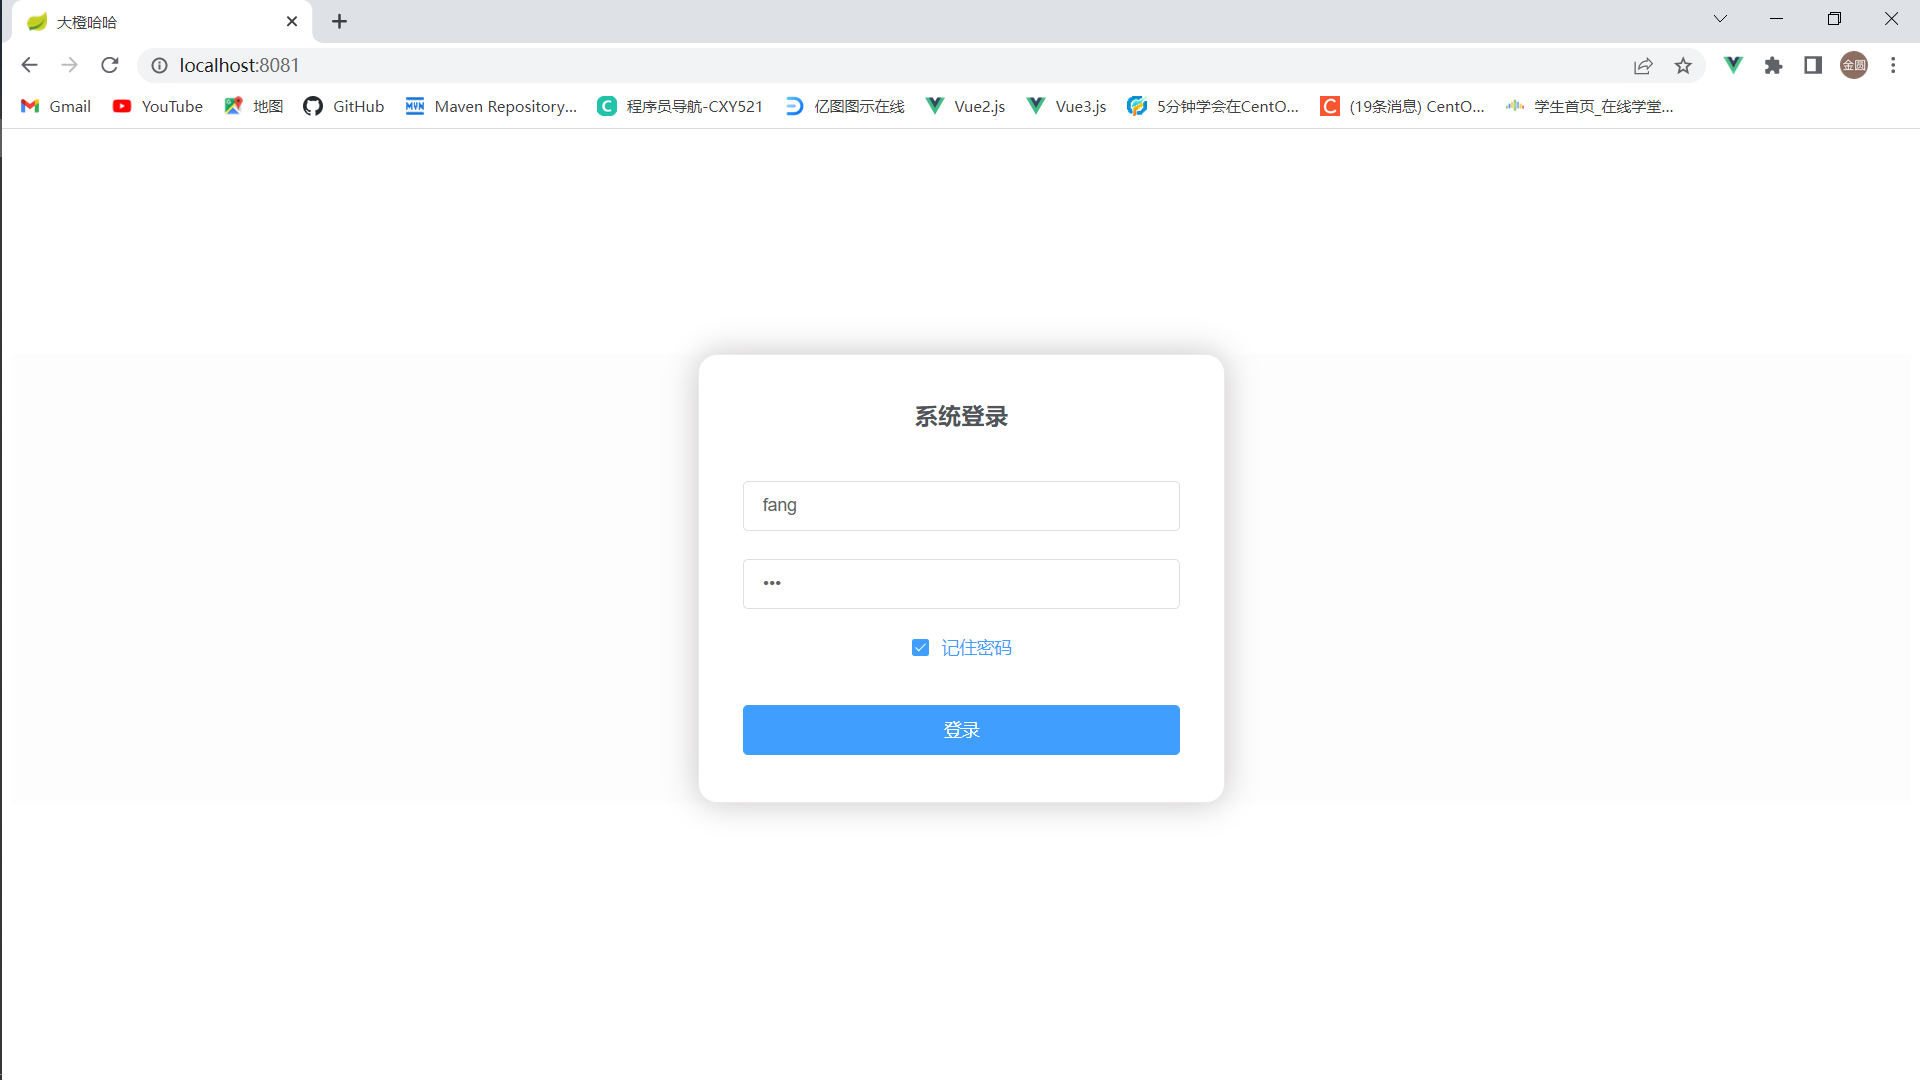 大橙哈哈
localhost:8081
金圆
Gmail
YouTube
地图
GitHub
Maven Repository...
程序员导航-CXY521
亿图图示在线
Vue2.js
Vue3.js
5分钟学会在CentO...
(19条消息) CentO...
学生首页_在线学堂...
系统登录
fang
•••
记住密码
登录